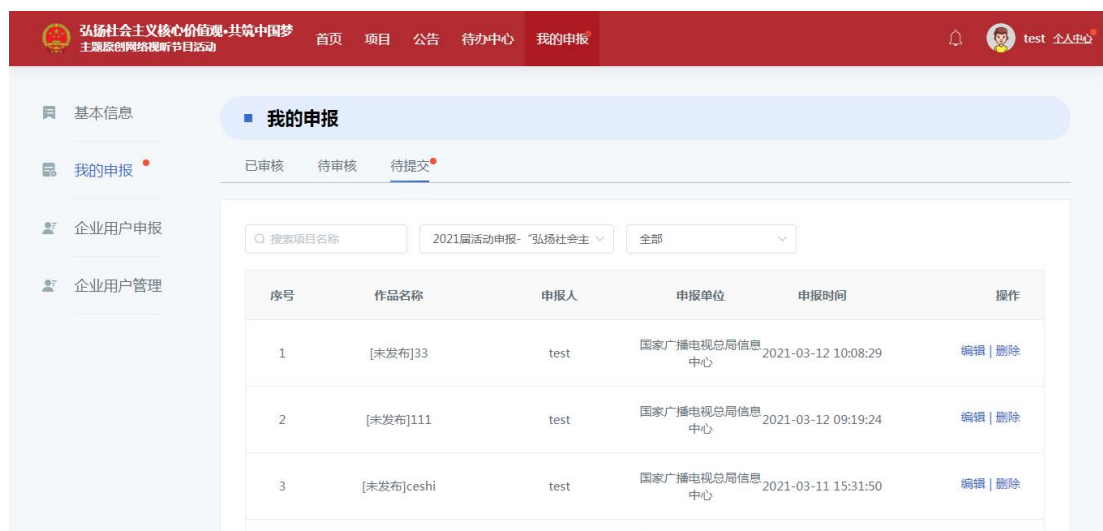 弘扬社会主义核心价值观•共筑中国梦
主题原创网络视听节目活动
首页 项目 公告 待办中心 我的申报
test 个人中心
基本信息
我的申报
企业用户申报
企业用户管理
我的申报
已审核 待审核 待提交
搜索项目名称 2021届活动申报-“弘扬社会主 全部
序号 作品名称 申报人 申报单位 申报时间 操作
1 [未发布]33 test 国家广播电视总局信息 2021-03-12 10:08:29 编辑 | 删除
中心
2 [未发布]111 test 国家广播电视总局信息 2021-03-12 09:19:24 编辑 | 删除
中心
3 [未发布]ceshi test 国家广播电视总局信息 2021-03-11 15:31:50 编辑 | 删除
中心